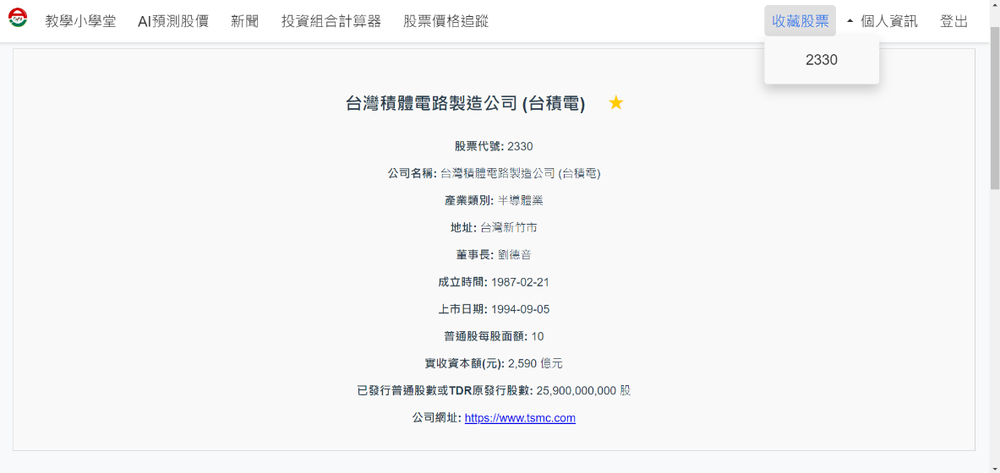 教學小學堂 AI預測股價 新聞 投資組合計算器 股票價格追蹤 收藏股票 個人資訊 登出
2330
台灣積體電路製造公司 (台積電)
股票代號: 2330
公司名稱: 台灣積體電路製造公司 (台積電)
產業類別: 半導體業
地址: 台灣新竹市
董事長: 劉德音
成立時間: 1987-02-21
上市日期: 1994-09-05
普通股每股面額: 10
實收資本額(元): 2,590 億元
已發行普通股數或TDR原發行股數: 25,900,000,000 股
公司網址: https://www.tsmc.com